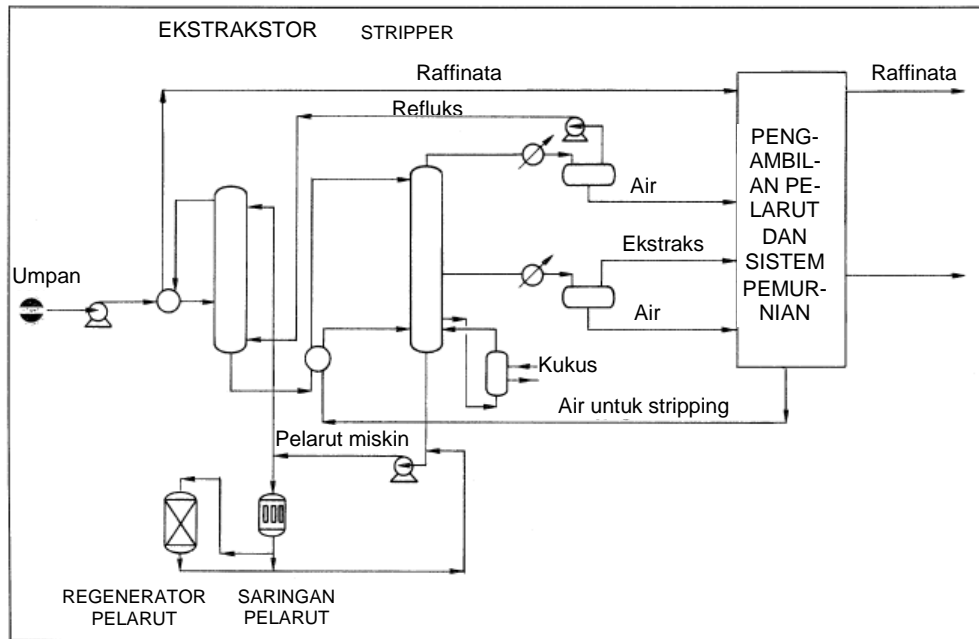 EKSTRAKSTOR
STRIPPER
Raffinata
Raffinata
Refluks
PENG-
AMBIL-
AN PE-
LARUT
DAN
SISTEM
PEMUR-
NIAN
Air
Ekstraks
Umpan
Air
Kukus
Air untuk stripping
Pelarut miskin
REGENERATOR
PELARUT
SARINGAN
PELARUT